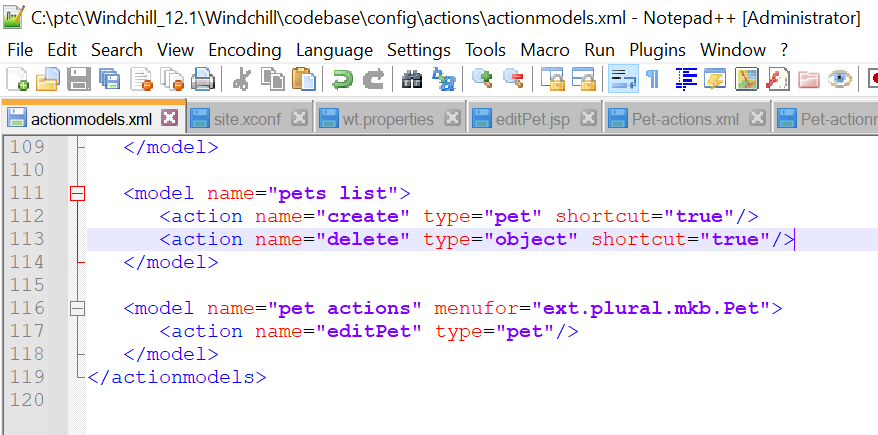 C:\ptc\Windchill_12.1\Windchill\codebase\config\actions\actionmodels.xml - Notepad++ [Administrator]
File Edit Search View Encoding Language Settings Tools Macro Run Plugins Window ?
actionmodels.xml site.xconf wt.properties editPet.jsp Pet-actions.xml Pet-actionr
109 </model>
110
111 <model name="pets list">
112 <action name="create" type="pet" shortcut="true"/>
113 <action name="delete" type="object" shortcut="true"/>
114 </model>
115
116 <model name="pet actions" menufor="ext.plural.mkb.Pet">
117 <action name="editPet" type="pet"/>
118 </model>
119 </actionmodels>
120